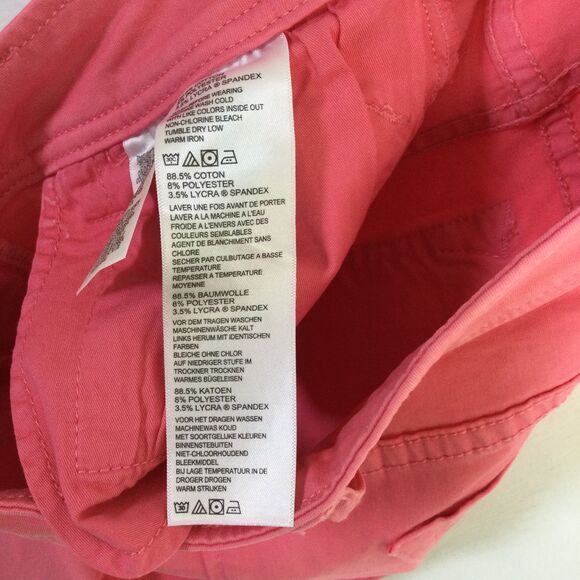 POLYESTER
LYCRA ® SPANDEX
WEARING
WASH COLD
WITH LIKE COLORS INSIDE OUT
NON-CHLORINE BLEACH
TUMBLE DRY LOW
WARM IRON
88.5% COTON
8% POLYESTER
3.5% LYCRA ® SPANDEX
LAVER UNE FOIS AVANT DE PORTER
LAVER A LA MACHINE A L'EAU
FROIDE A L'ENVERS AVEC DES
COULEURS SEMBLABLES
AGENT DE BLANCHIMENT SANS
CHLORE
SECHER PAR CULBUTAGE A BASSE
TEMPERATURE
REPASSER A TEMPERATURE
MOYENNE
88.5% BAUMWOLLE
8% POLYESTER
3.5% LYCRA ® SPANDEX
VOR DEM TRAGEN WASCHEN
MASCHINENWÄSCHE KALT
LINKS HERUM MIT IDENTISCHEN
FARBEN
BLEICHE OHNE CHLOR
AUF NIEDRIGER STUFE IM
TROCKNER TROCKNEN
WARMES BÜGELEISEN
88.5% KATOEN
8% POLYESTER
3.5% LYCRA ® SPANDEX
VOOR HET DRAGEN WASSEN
MACHINEWAS KOUD
MET SOORTGELIJKE KLEUREN
BINNENSTEBUITEN
NIET-CHLOORHOUDEND
BLEEKMIDDEL
BIJ LAGE TEMPERATUUR IN DE
DROGER DROGEN
WARM STRIJKEN